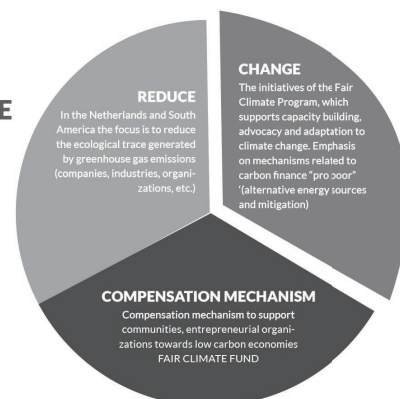 E
REDUCE
In the Netherlands and South
America the focus is to reduce
the ecological trace generated
by greenhouse gas emissions
(companies, industries, organi-
zations, etc.)
CHANGE
The initiatives of the Fair
Climate Program, which
supports capacity building,
advocacy and adaptation to
climate change. Emphasis
on mechanisms related to
carbon finance "pro poor"
'(alternative energy sources
and mitigation)
COMPENSATION MECHANISM
Compensation mechanism to support
communities, entrepreneurial organi-
zations towards low carbon economies
FAIR CLIMATE FUND